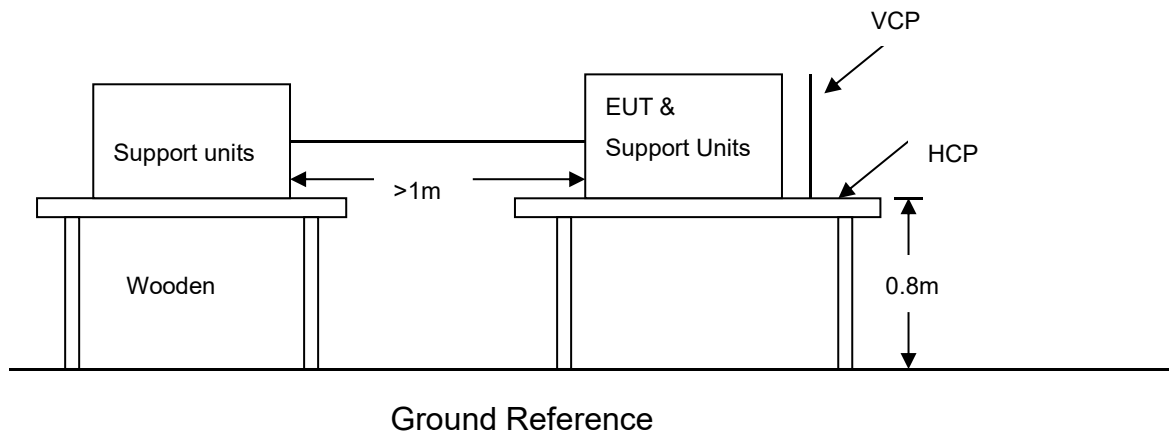 VCP
EUT &
Support Units
Support units
HCP
>1m
Wooden
0.8m
Ground Reference